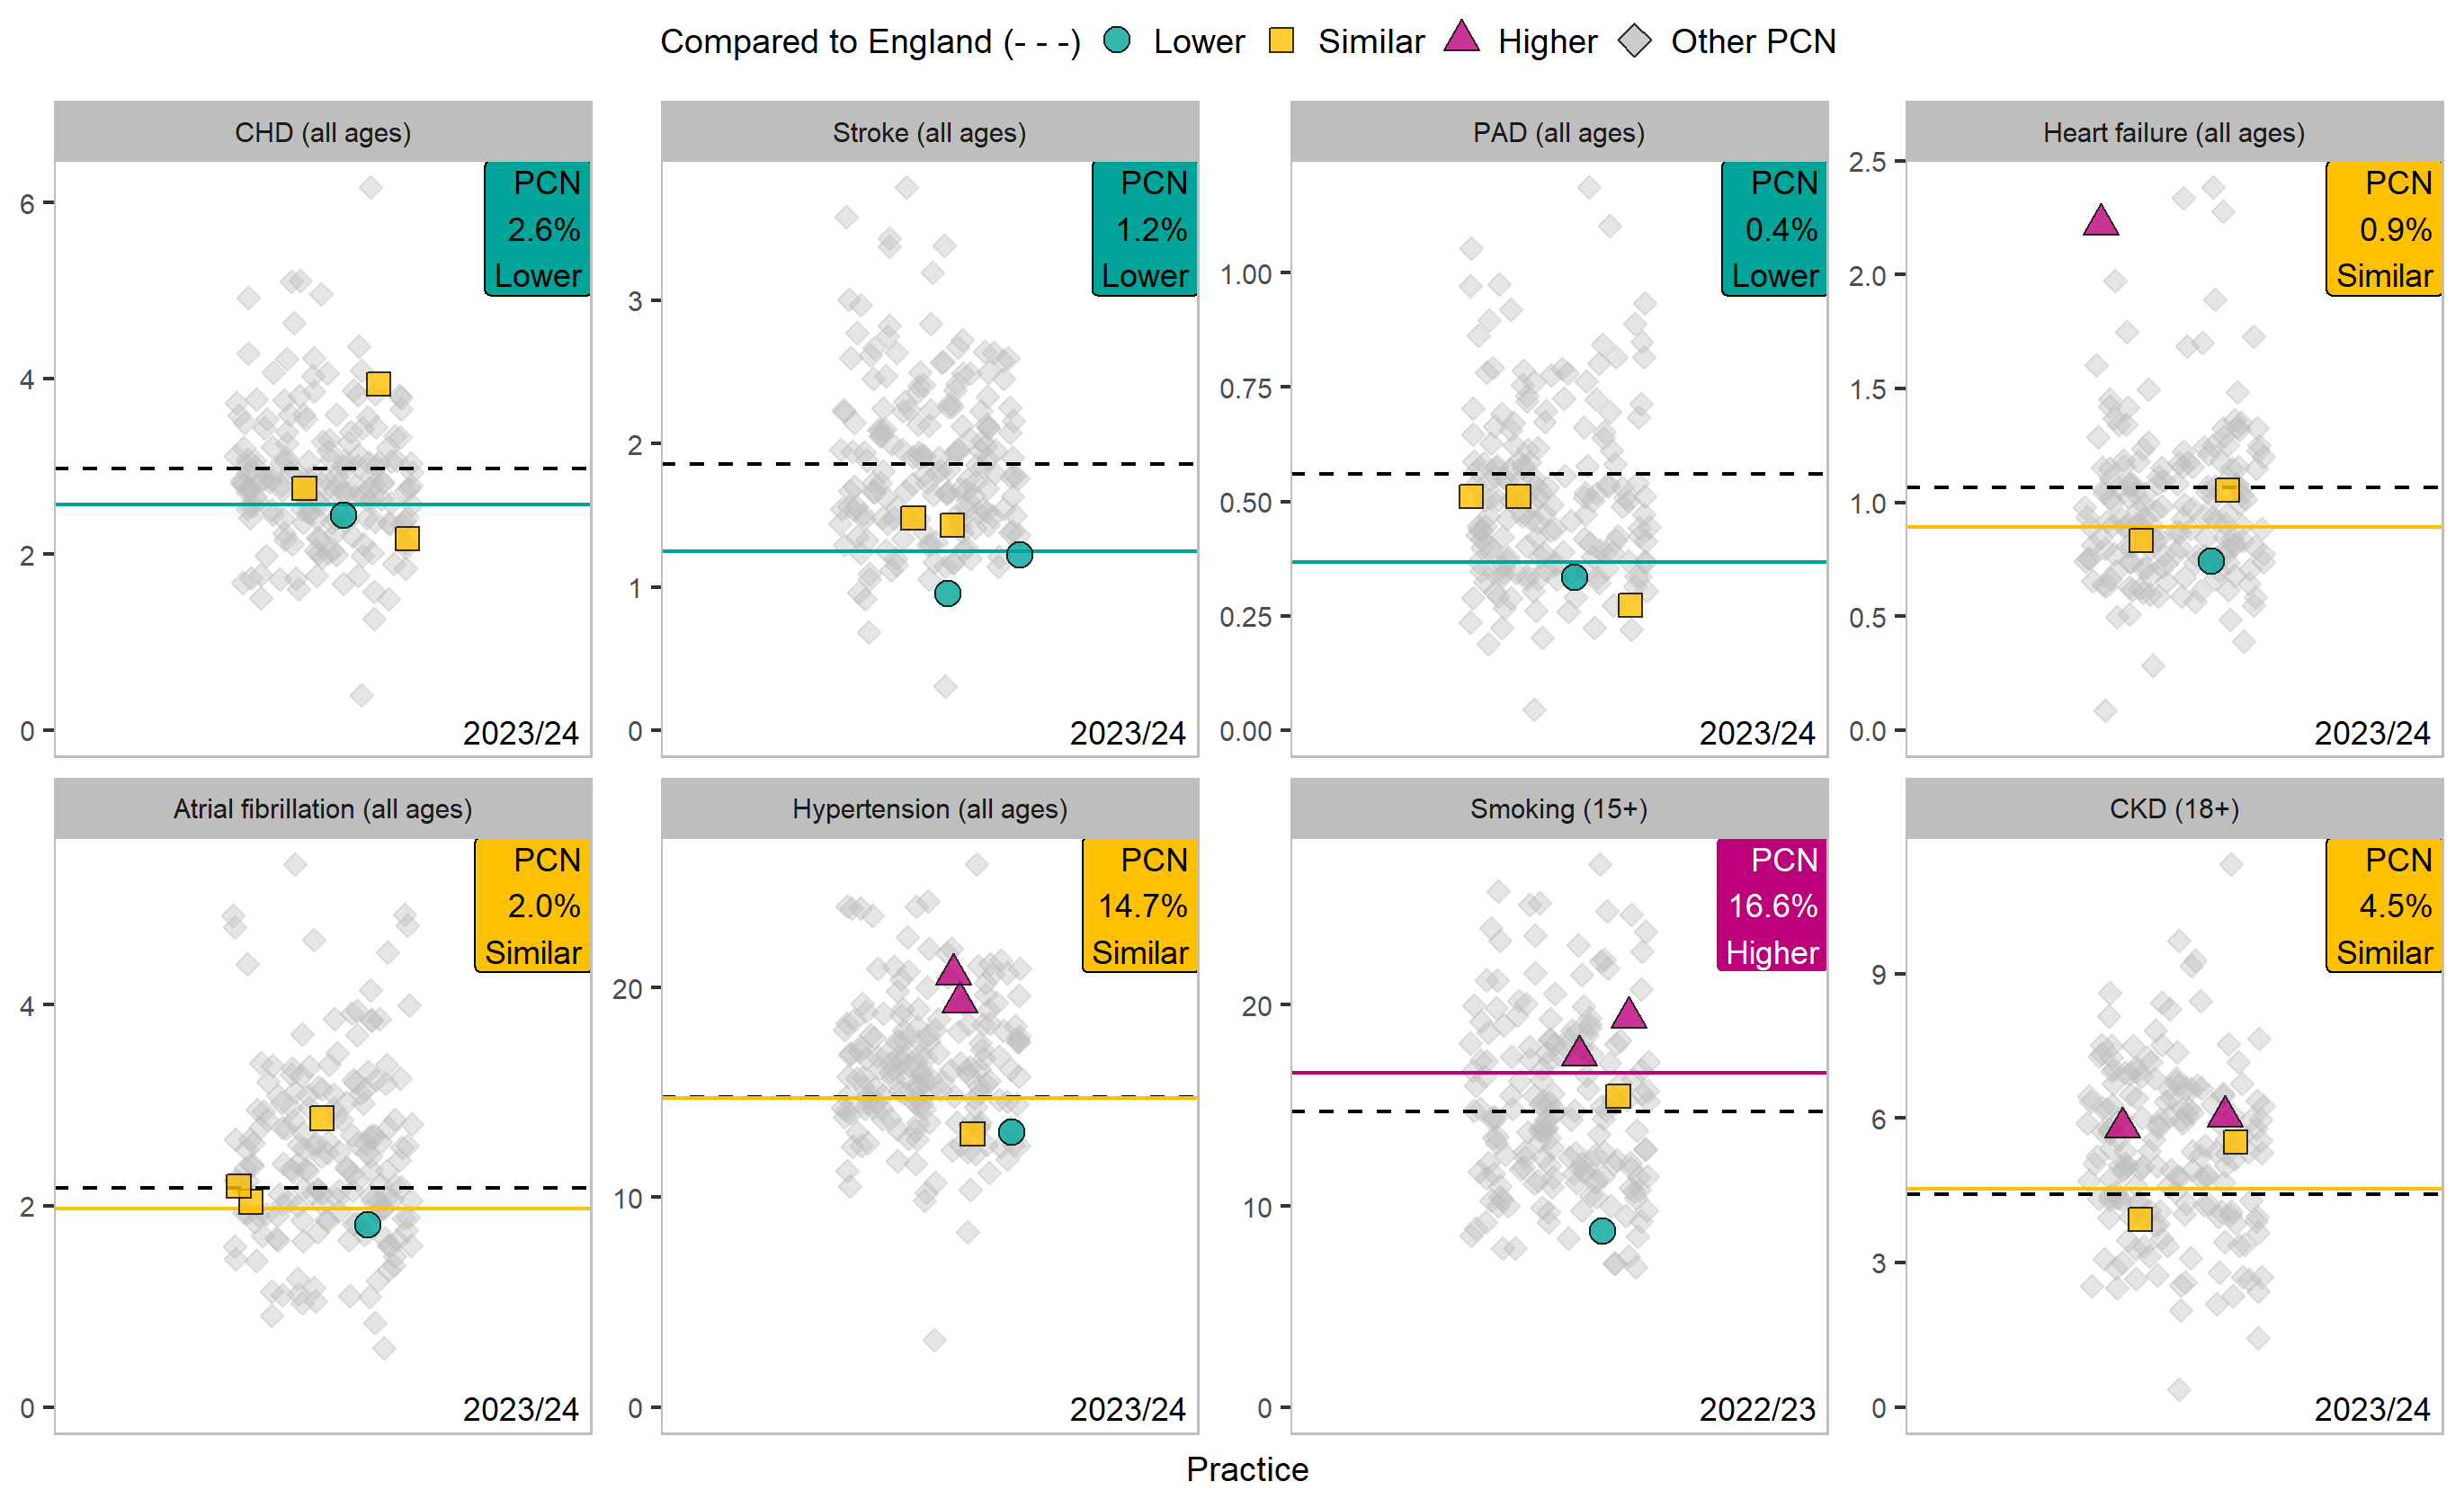 Compared to England (- - -) Lower Similar Higher Other PCN
CHD (all ages)
PCN
2.6%
Lower
6
4
2
0
2023/24
Stroke (all ages)
PCN
1.2%
Lower
3
2
1
0
2023/24
PAD (all ages)
PCN
0.4%
Lower
1.00
0.75
0.50
0.25
0.00
2023/24
Heart failure (all ages)
PCN
0.9%
Similar
2.5
2.0
1.5
1.0
0.5
0.0
2023/24
Atrial fibrillation (all ages)
PCN
2.0%
Similar
4
2
0
2023/24
Hypertension (all ages)
PCN
14.7%
Similar
20
10
0
2023/24
Smoking (15+)
PCN
16.6%
Higher
20
10
0
2022/23
CKD (18+)
PCN
4.5%
Similar
9
6
3
0
2023/24
Practice